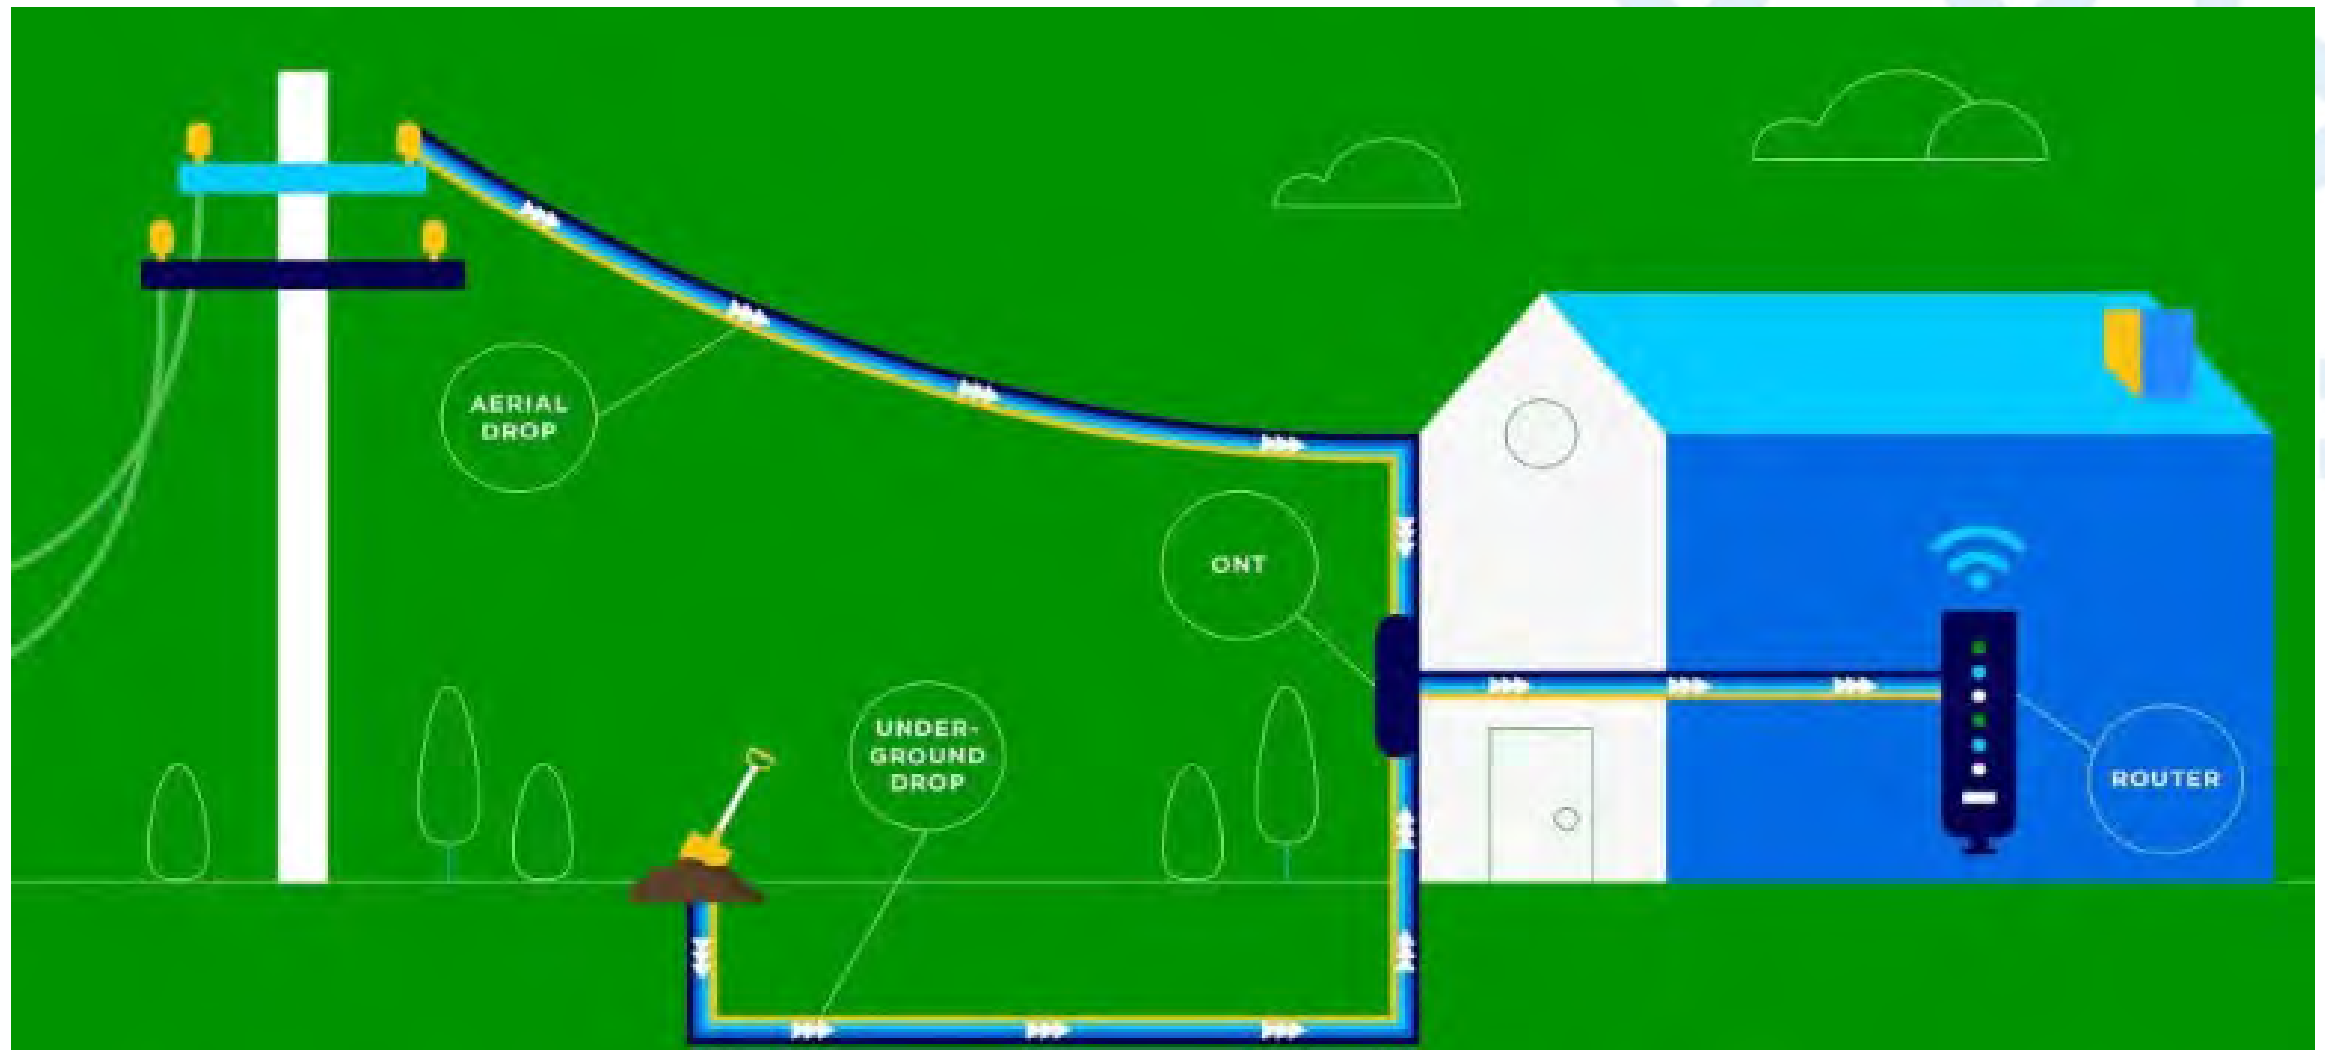 AERIAL
DROP
ONT
UNDER-
GROUND
DROP
ROUTER